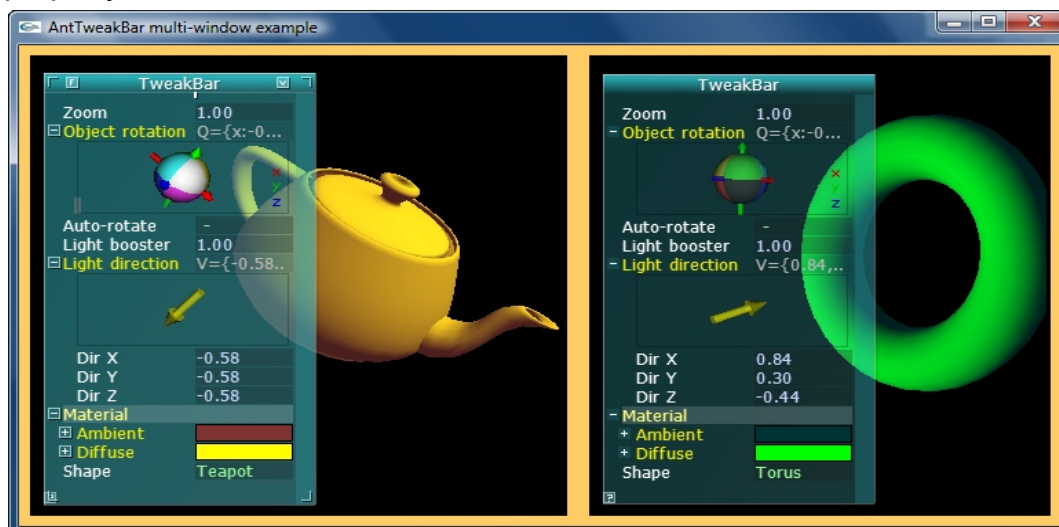 AntTweakBar multi-window example
TweakBar
Zoom 1.00
Object rotation Q={x:-0...
x
y
z
Auto-rotate -
Light booster 1.00
Light direction V={-0.58..
Dir X -0.58
Dir Y -0.58
Dir Z -0.58
Material
Ambient
Diffuse
Shape Teapot
TweakBar
Zoom 1.00
Object rotation Q={x:-0...
x
y
z
Auto-rotate -
Light booster 1.00
Light direction V={0.84,..
Dir X 0.84
Dir Y 0.30
Dir Z -0.44
Material
Ambient
Diffuse
Shape Torus
?